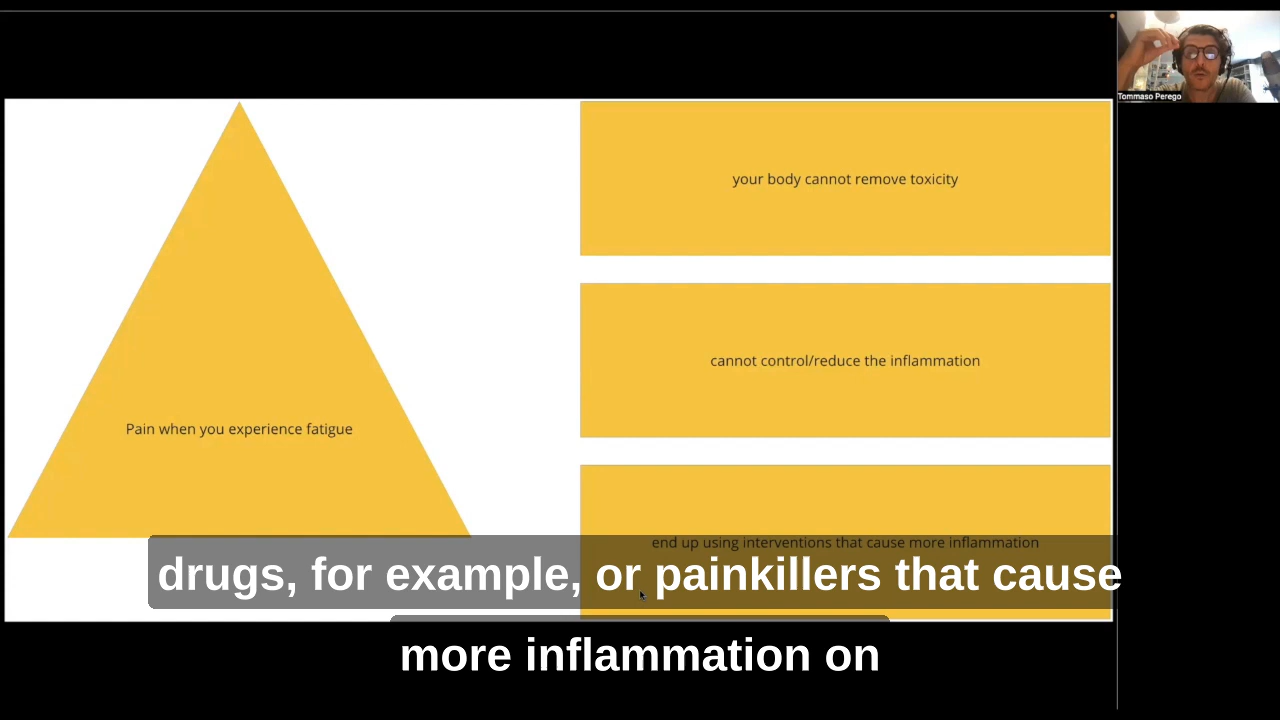 Tommaso Perego
your body cannot remove toxicity
cannot control/reduce the inflammation
Pain when you experience fatigue
end up using interventions that cause more inflammation
drugs, for example, or painkillers that cause
more inflammation on